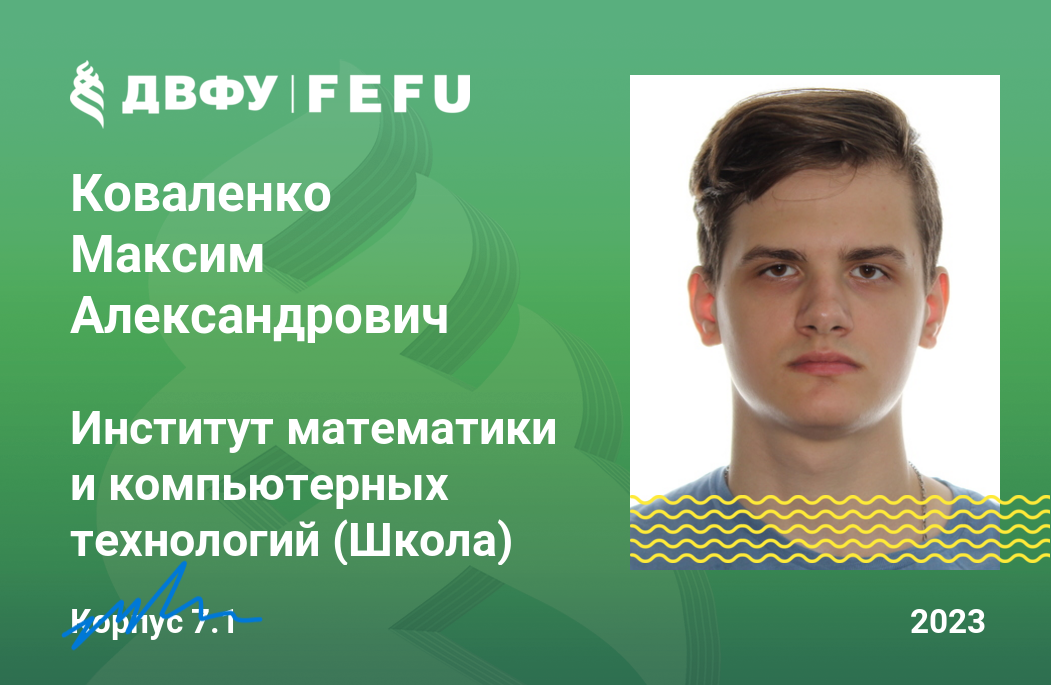 ДВФУ | FEFU
Коваленко
Максим
Александрович
Институт математики
и компьютерных
технологий (Школа)
Корпус 7.1
2023